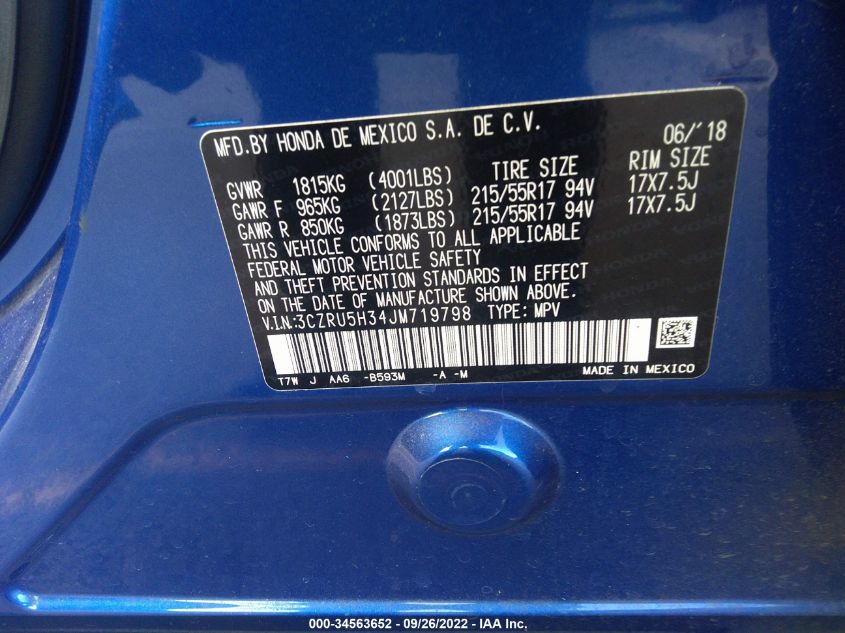 MFD.BY HONDA DE MEXICO S.A. DE C.V. 06/'18
TIRE SIZE RIM SIZE
GVWR 1815KG (4001LBS)
GAWR F 965KG (2127LBS) 215/55R17 94V 17X7.5J
GAWR R 850KG (1873LBS) 215/55R17 94V 17X7.5J
THIS VEHICLE CONFORMS TO ALL APPLICABLE
FEDERAL MOTOR VEHICLE SAFETY
AND THEFT PREVENTION STANDARDS IN EFFECT
ON THE DATE OF MANUFACTURE SHOWN ABOVE.
V.I.N.:3CZRU5H34JM719798 TYPE: MPV
T7W J AA6 -B593M -A -M MADE IN MEXICO
000-34563652 - 09/26/2022 - IAA Inc.